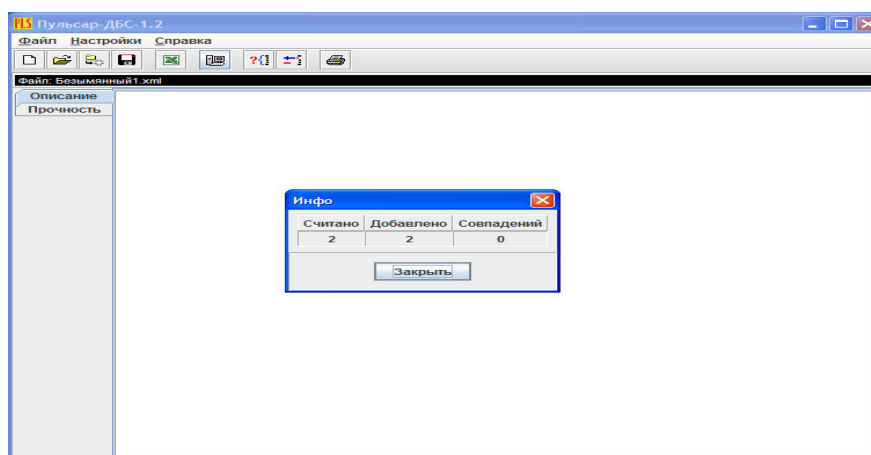 PLS Пульсар-ДБС-1.2
Файл Настройки Справка
Файл: Безымянный1.xml
Описание
Прочность
Инфо
Считано Добавлено Совпадений
2 2 0
Закрыть